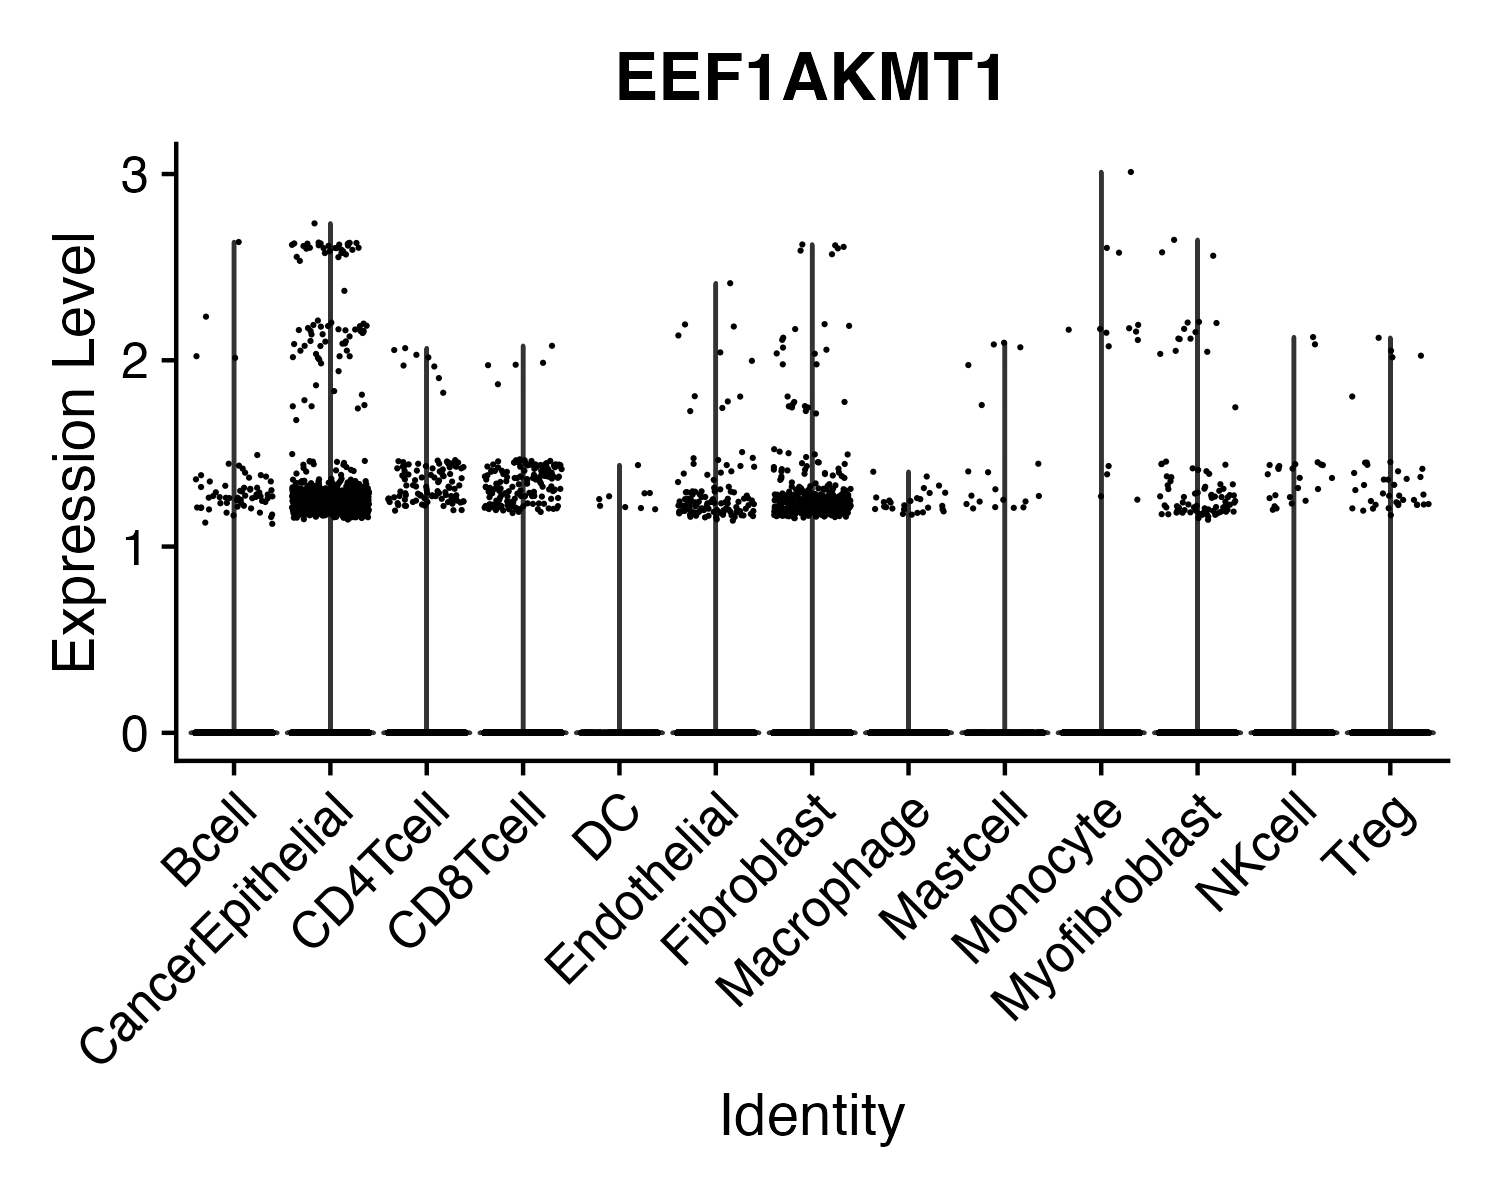 EEF1AKMT1
Expression Level
3
2
1
0
Bcell
CancerEpithelial
CD4Tcell
CD8Tcell
DC
Endothelial
Fibroblast
Macrophage
Mastcell
Monocyte
Myofibroblast
NKcell
Treg
Identity